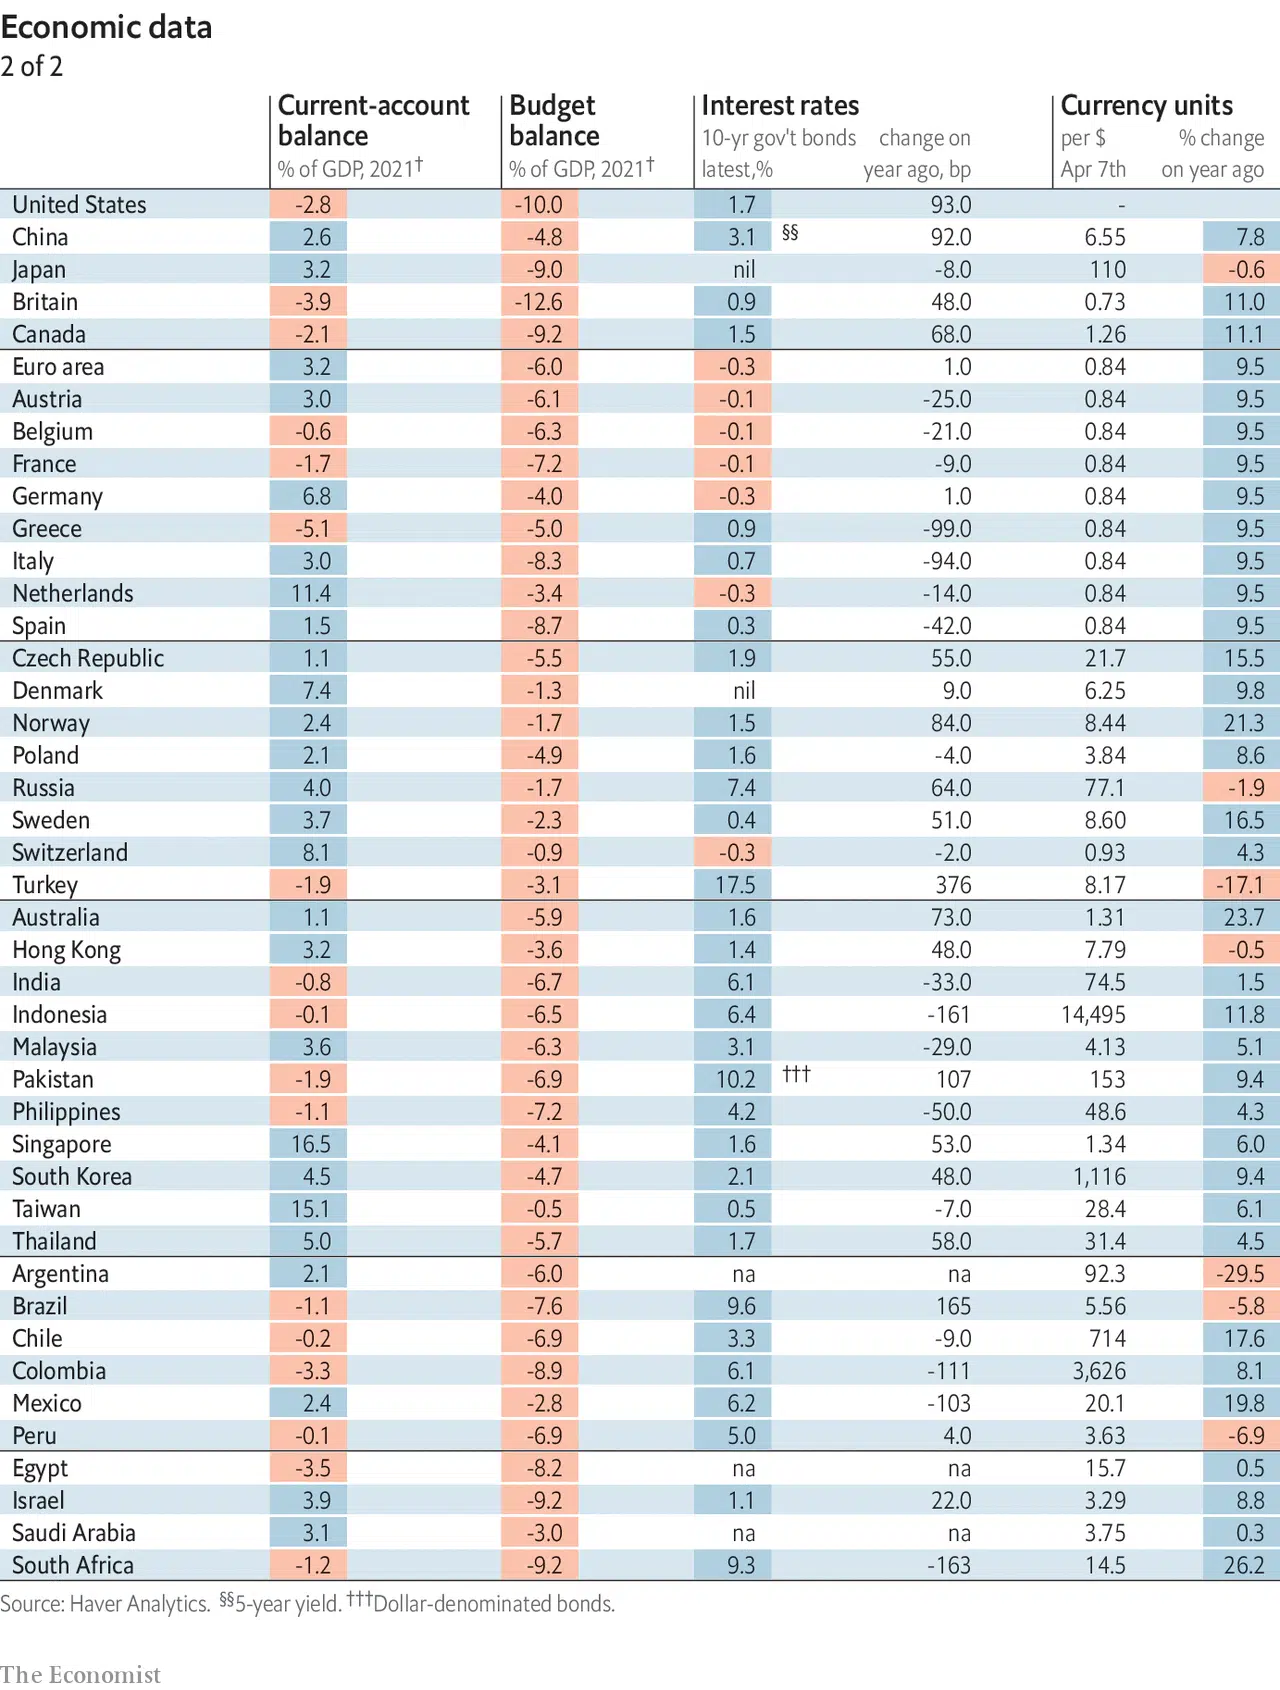 Economic data
2 of 2
Current-account balance % of GDP, 2021† Budget balance % of GDP, 2021† Interest rates 10-yr gov't bonds latest,% change on year ago, bp Currency units per $ Apr 7th % change on year ago
United States -2.8 -10.0 1.7 93.0 -
China 2.6 -4.8 3.1 §§ 92.0 6.55 7.8
Japan 3.2 -9.0 nil -8.0 110 -0.6
Britain -3.9 -12.6 0.9 48.0 0.73 11.0
Canada -2.1 -9.2 1.5 68.0 1.26 11.1
Euro area 3.2 -6.0 -0.3 1.0 0.84 9.5
Austria 3.0 -6.1 -0.1 -25.0 0.84 9.5
Belgium -0.6 -6.3 -0.1 -21.0 0.84 9.5
France -1.7 -7.2 -0.1 -9.0 0.84 9.5
Germany 6.8 -4.0 -0.3 1.0 0.84 9.5
Greece -5.1 -5.0 0.9 -99.0 0.84 9.5
Italy 3.0 -8.3 0.7 -94.0 0.84 9.5
Netherlands 11.4 -3.4 -0.3 -14.0 0.84 9.5
Spain 1.5 -8.7 0.3 -42.0 0.84 9.5
Czech Republic 1.1 -5.5 1.9 55.0 21.7 15.5
Denmark 7.4 -1.3 nil 9.0 6.25 9.8
Norway 2.4 -1.7 1.5 84.0 8.44 21.3
Poland 2.1 -4.9 1.6 -4.0 3.84 8.6
Russia 4.0 -1.7 7.4 64.0 77.1 -1.9
Sweden 3.7 -2.3 0.4 51.0 8.60 16.5
Switzerland 8.1 -0.9 -0.3 -2.0 0.93 4.3
Turkey -1.9 -3.1 17.5 376 8.17 -17.1
Australia 1.1 -5.9 1.6 73.0 1.31 23.7
Hong Kong 3.2 -3.6 1.4 48.0 7.79 -0.5
India -0.8 -6.7 6.1 -33.0 74.5 1.5
Indonesia -0.1 -6.5 6.4 -161 14,495 11.8
Malaysia 3.6 -6.3 3.1 -29.0 4.13 5.1
Pakistan -1.9 -6.9 10.2 ††† 107 153 9.4
Philippines -1.1 -7.2 4.2 -50.0 48.6 4.3
Singapore 16.5 -4.1 1.6 53.0 1.34 6.0
South Korea 4.5 -4.7 2.1 48.0 1,116 9.4
Taiwan 15.1 -0.5 0.5 -7.0 28.4 6.1
Thailand 5.0 -5.7 1.7 58.0 31.4 4.5
Argentina 2.1 -6.0 na na 92.3 -29.5
Brazil -1.1 -7.6 9.6 165 5.56 -5.8
Chile -0.2 -6.9 3.3 -9.0 714 17.6
Colombia -3.3 -8.9 6.1 -111 3,626 8.1
Mexico 2.4 -2.8 6.2 -103 20.1 19.8
Peru -0.1 -6.9 5.0 4.0 3.63 -6.9
Egypt -3.5 -8.2 na na 15.7 0.5
Israel 3.9 -9.2 1.1 22.0 3.29 8.8
Saudi Arabia 3.1 -3.0 na na 3.75 0.3
South Africa -1.2 -9.2 9.3 -163 14.5 26.2
Source: Haver Analytics. §§5-year yield. †††Dollar-denominated bonds.
The Economist